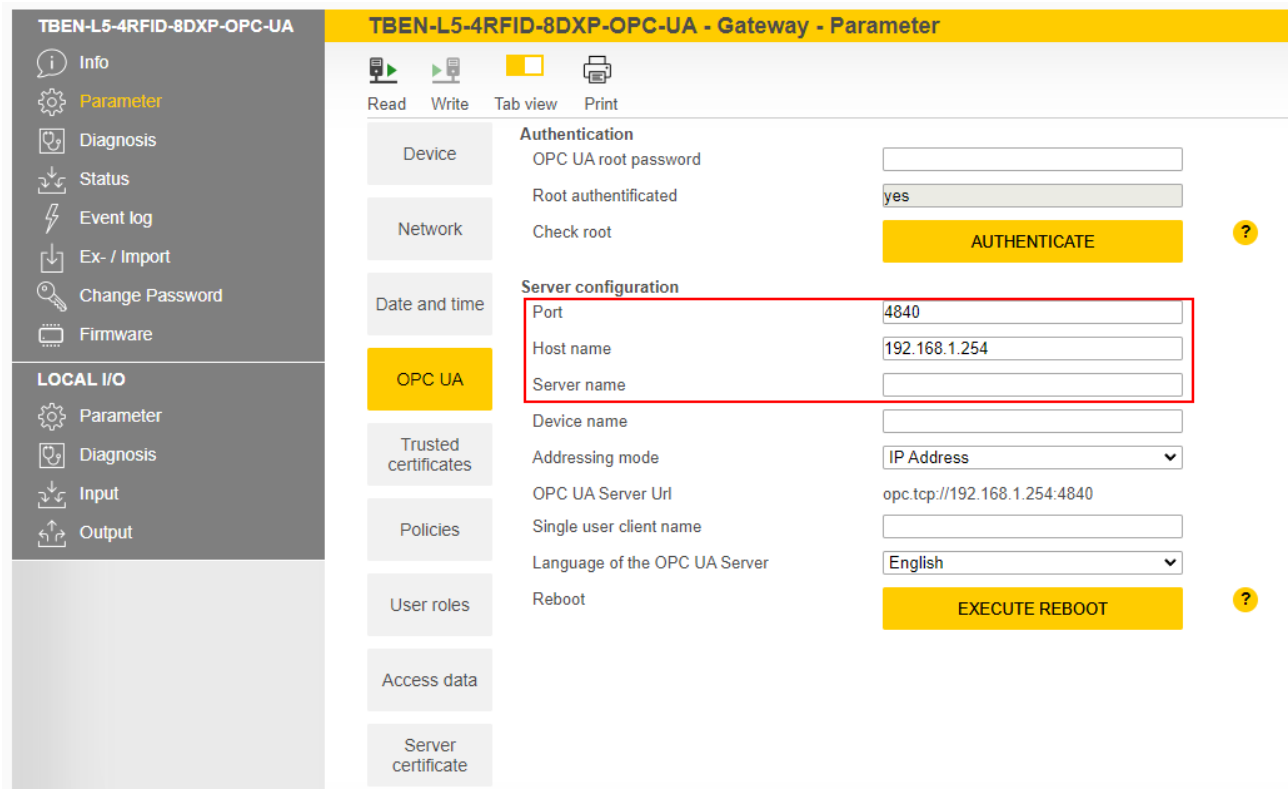 TBEN-L5-4RFID-8DXP-OPC-UA
Info
Parameter
Diagnosis
Status
Event log
Ex- / Import
Change Password
Firmware
LOCAL I/O
Parameter
Diagnosis
Input
Output
TBEN-L5-4RFID-8DXP-OPC-UA - Gateway - Parameter
Read Write Tab view Print
Device
Network
Date and time
OPC UA
Trusted
certificates
Policies
User roles
Access data
Server
certificate
Authentication
OPC UA root password
Root authentificated yes
Check root AUTHENTICATE ?
Server configuration
Port 4840
Host name 192.168.1.254
Server name
Device name
Addressing mode IP Address
OPC UA Server Url opc.tcp://192.168.1.254:4840
Single user client name
Language of the OPC UA Server English
Reboot EXECUTE REBOOT ?